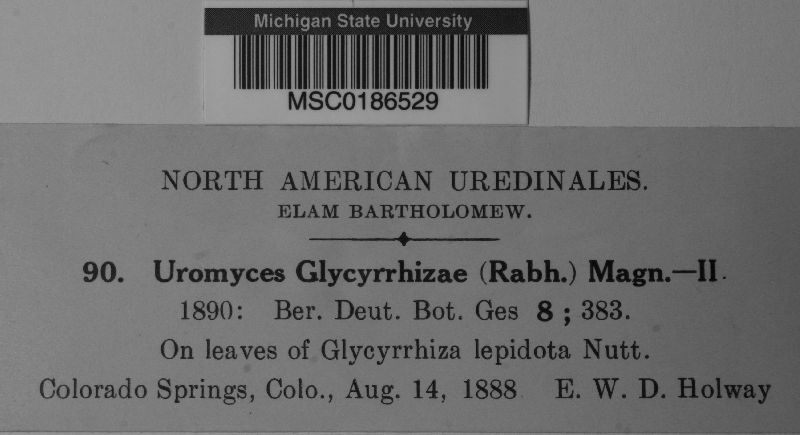 Michigan State University
MSC0186529
NORTH AMERICAN UREDINALES.
ELAM BARTHOLOMEW.
90. Uromyces Glycyrrhizae (Rabh.) Magn.—II.
1890: Ber. Deut. Bot. Ges 8 ; 383.
On leaves of Glycyrrhiza lepidota Nutt.
Colorado Springs, Colo., Aug. 14, 1888 E. W. D. Holway